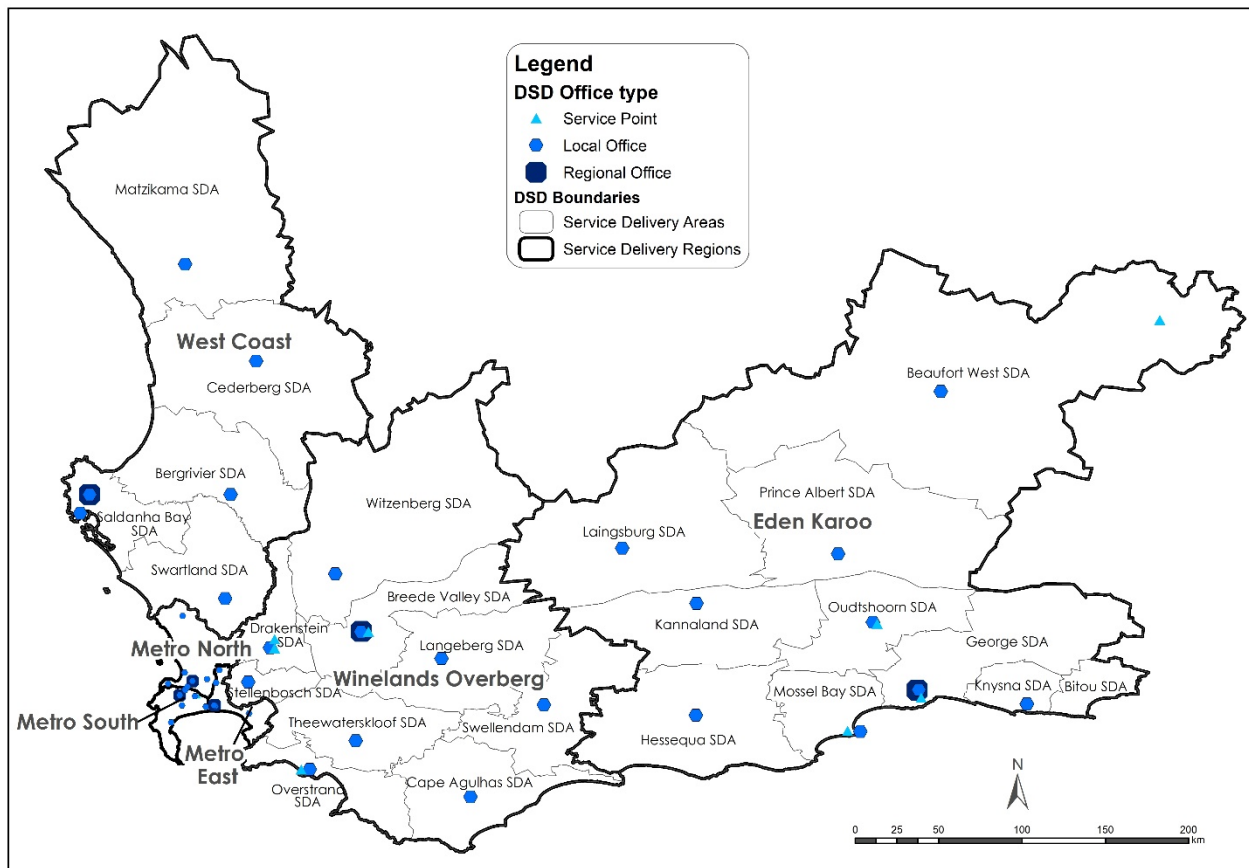 Legend
DSD Office type
Service Point
Local Office
Regional Office
DSD Boundaries
Service Delivery Areas
Service Delivery Regions
Matzikama SDA
West Coast
Cederberg SDA
Beaufort West SDA
Bergrivier SDA
Witzenberg SDA
Prince Albert SDA
Eden Karoo
Saldanha Bay
SDA
Laingsburg SDA
Swartland SDA
Breede Valley SDA
Kannaland SDA
Oudtshoorn SDA
Drakenstein
SDA
Metro North
Langeberg SDA
George SDA
Winelands Overberg
Stellenbosch SDA
Mossel Bay SDA
Knysna SDA
Bitou SDA
Metro South
Theewaterskloof SDA
Swellendam SDA
Hessequa SDA
Metro
East
Overstrand
SDA
Cape Agulhas SDA
N
0 25 50 100 150 200
km